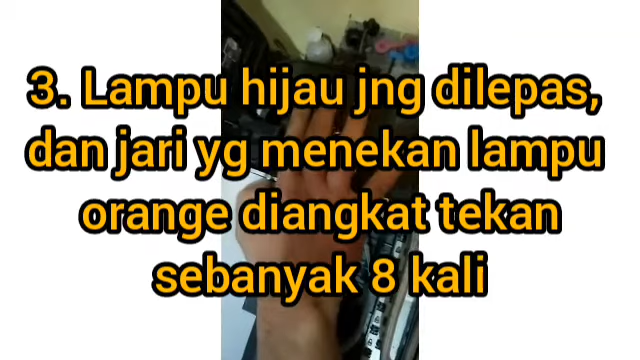 3. Lampu hijau jng dilepas,
dan jari yg menekan lampu
orange diangkat tekan
sebanyak 8 kali